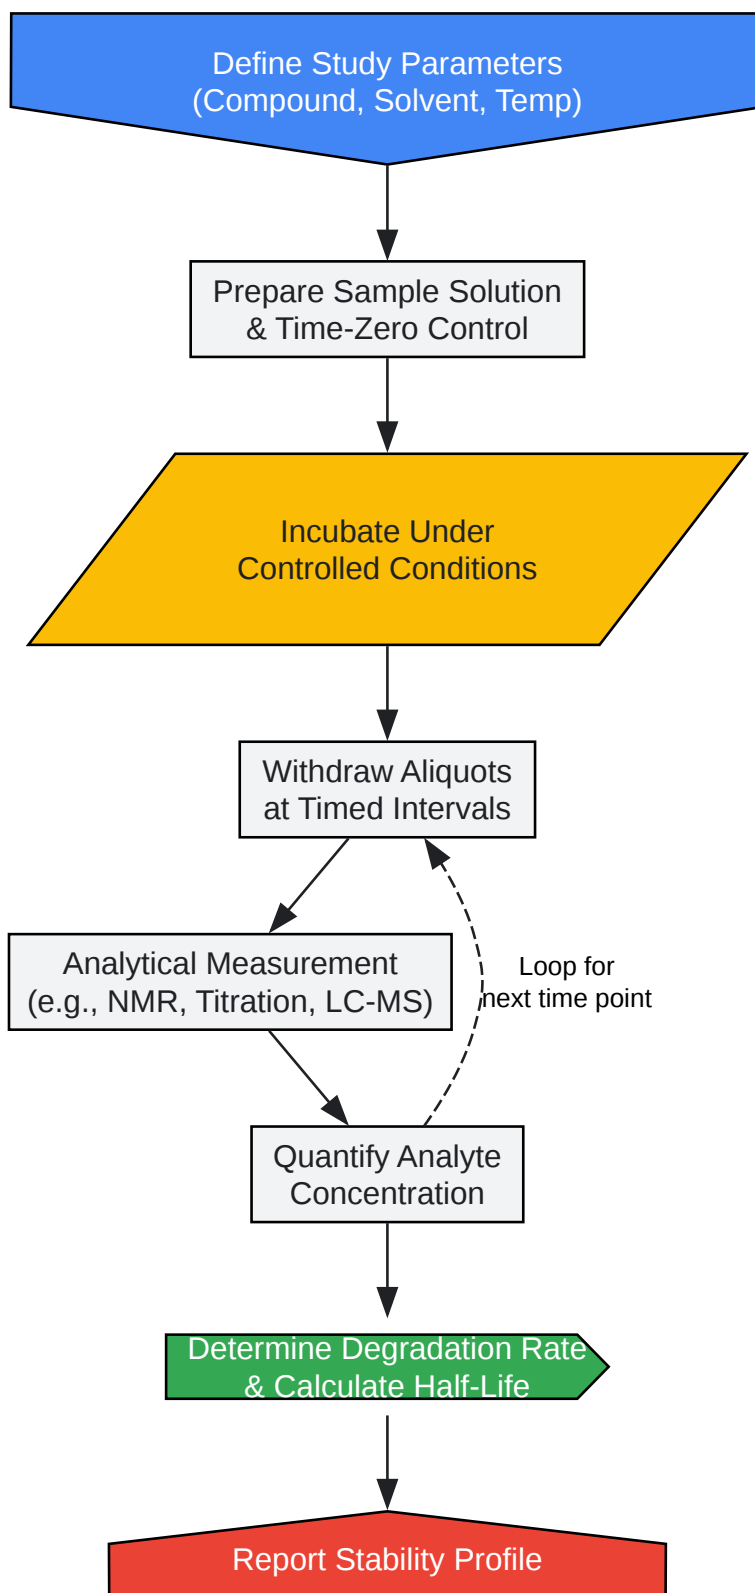 Define Study Parameters
(Compound, Solvent, Temp)
Prepare Sample Solution
& Time-Zero Control
Incubate Under
Controlled Conditions
Withdraw Aliquots
at Timed Intervals
Analytical Measurement
(e.g., NMR, Titration, LC-MS)
Loop for
next time point
Quantify Analyte
Concentration
Determine Degradation Rate
& Calculate Half-Life
Report Stability Profile